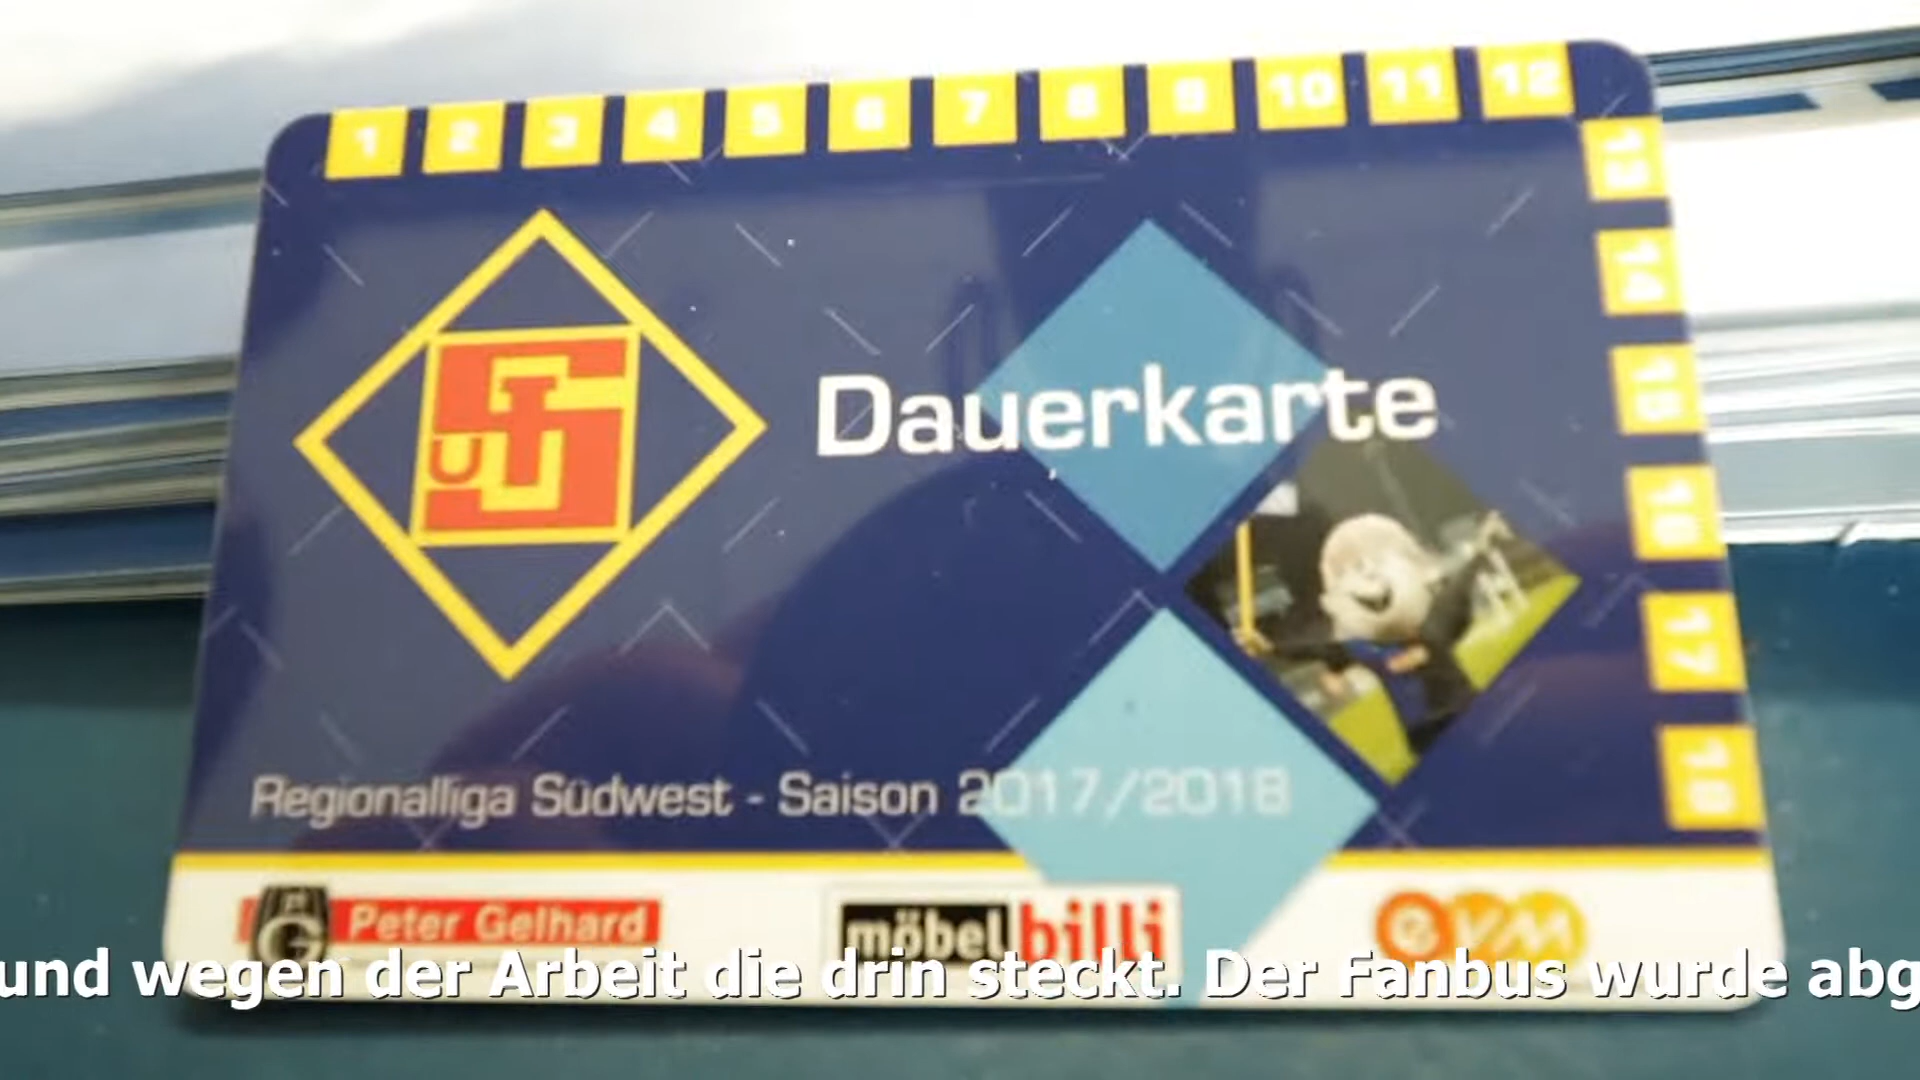 1 2 3 4 5 6 7 8 9 10 11 12
13
14
15
16
17
18
Dauerkarte
Regionalliga Südwest - Saison 2017/2018
Peter Gelhard
möbel billi
evm
und wegen der Arbeit die drin steckt. Der Fanbus wurde abg